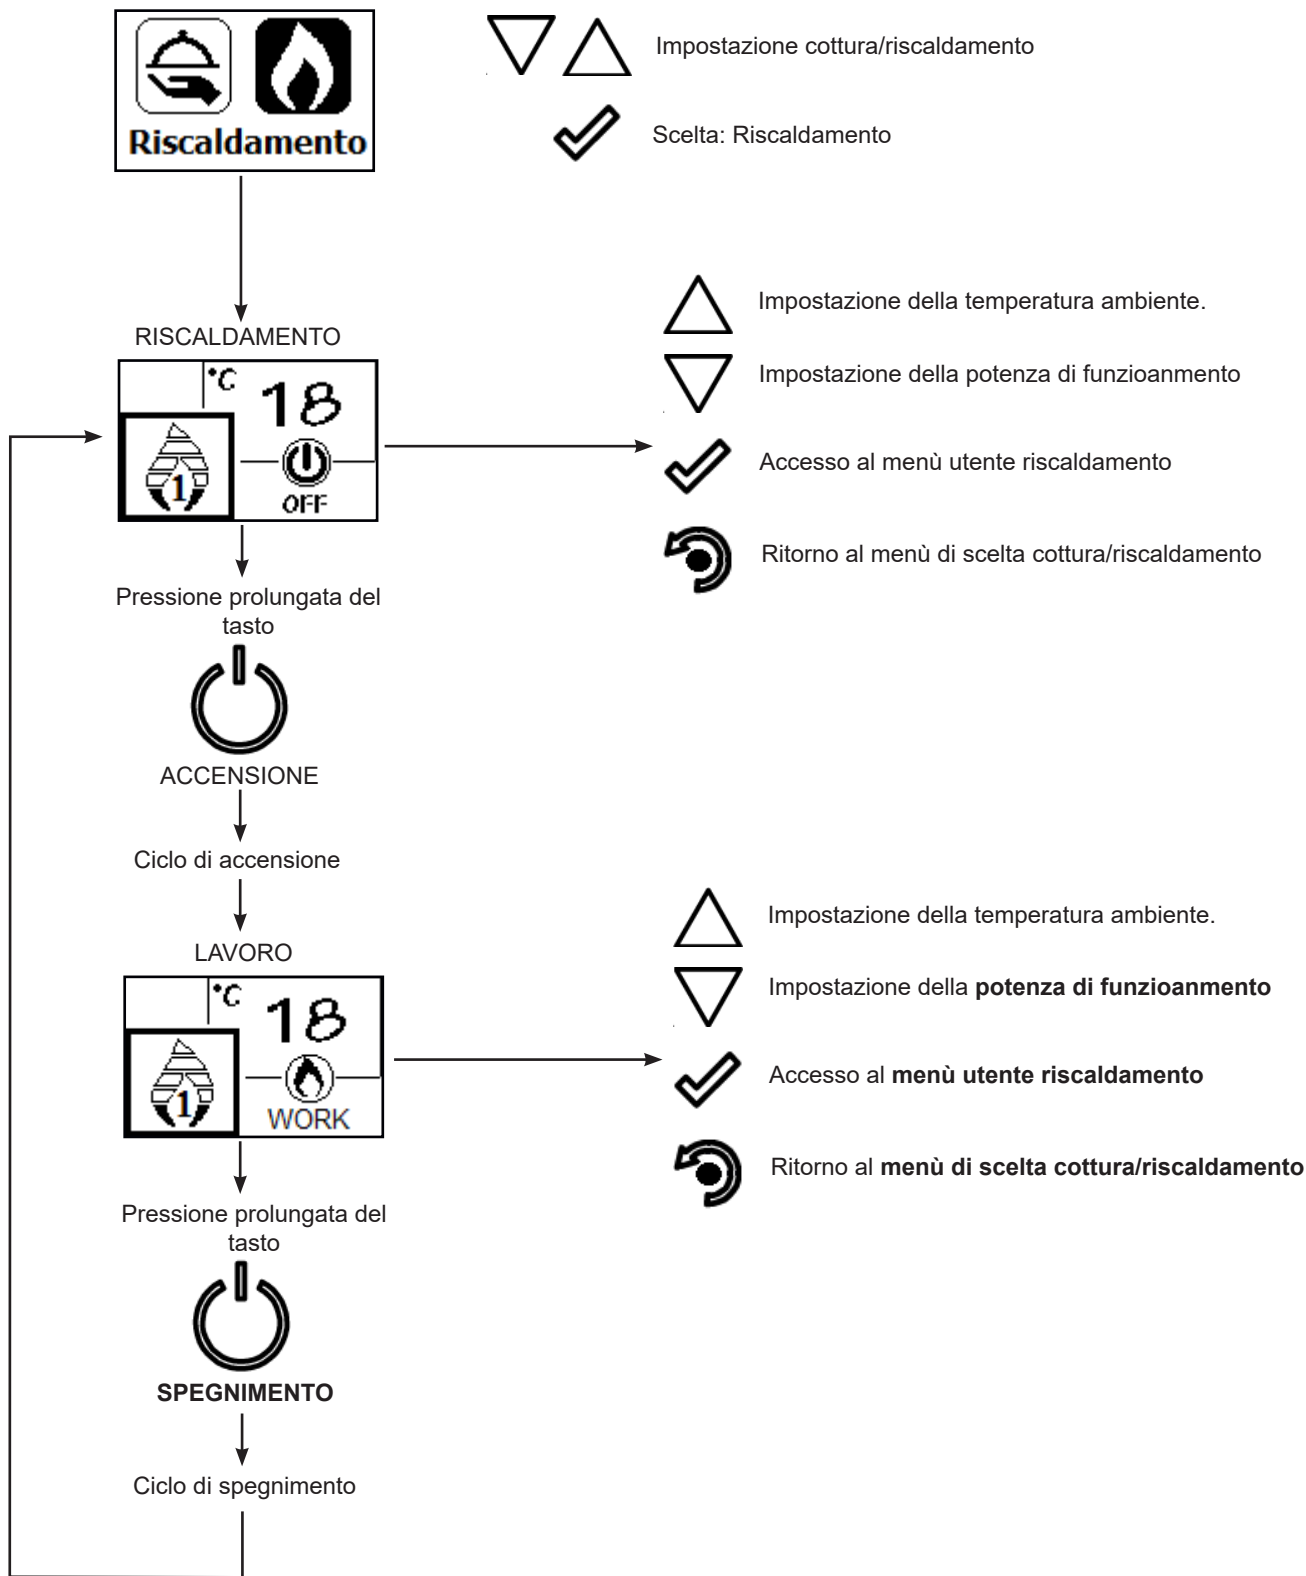 Riscaldamento
Impostazione cottura/riscaldamento
Scelta: Riscaldamento
RISCALDAMENTO
°C 18
1
OFF
Impostazione della temperatura ambiente.
Impostazione della potenza di funzioanmento
Accesso al menù utente riscaldamento
Ritorno al menù di scelta cottura/riscaldamento
Pressione prolungata del
tasto
ACCENSIONE
Ciclo di accensione
LAVORO
°C 18
1
WORK
Impostazione della temperatura ambiente.
Impostazione della potenza di funzioanmento
Accesso al menù utente riscaldamento
Ritorno al menù di scelta cottura/riscaldamento
Pressione prolungata del
tasto
SPEGNIMENTO
Ciclo di spegnimento